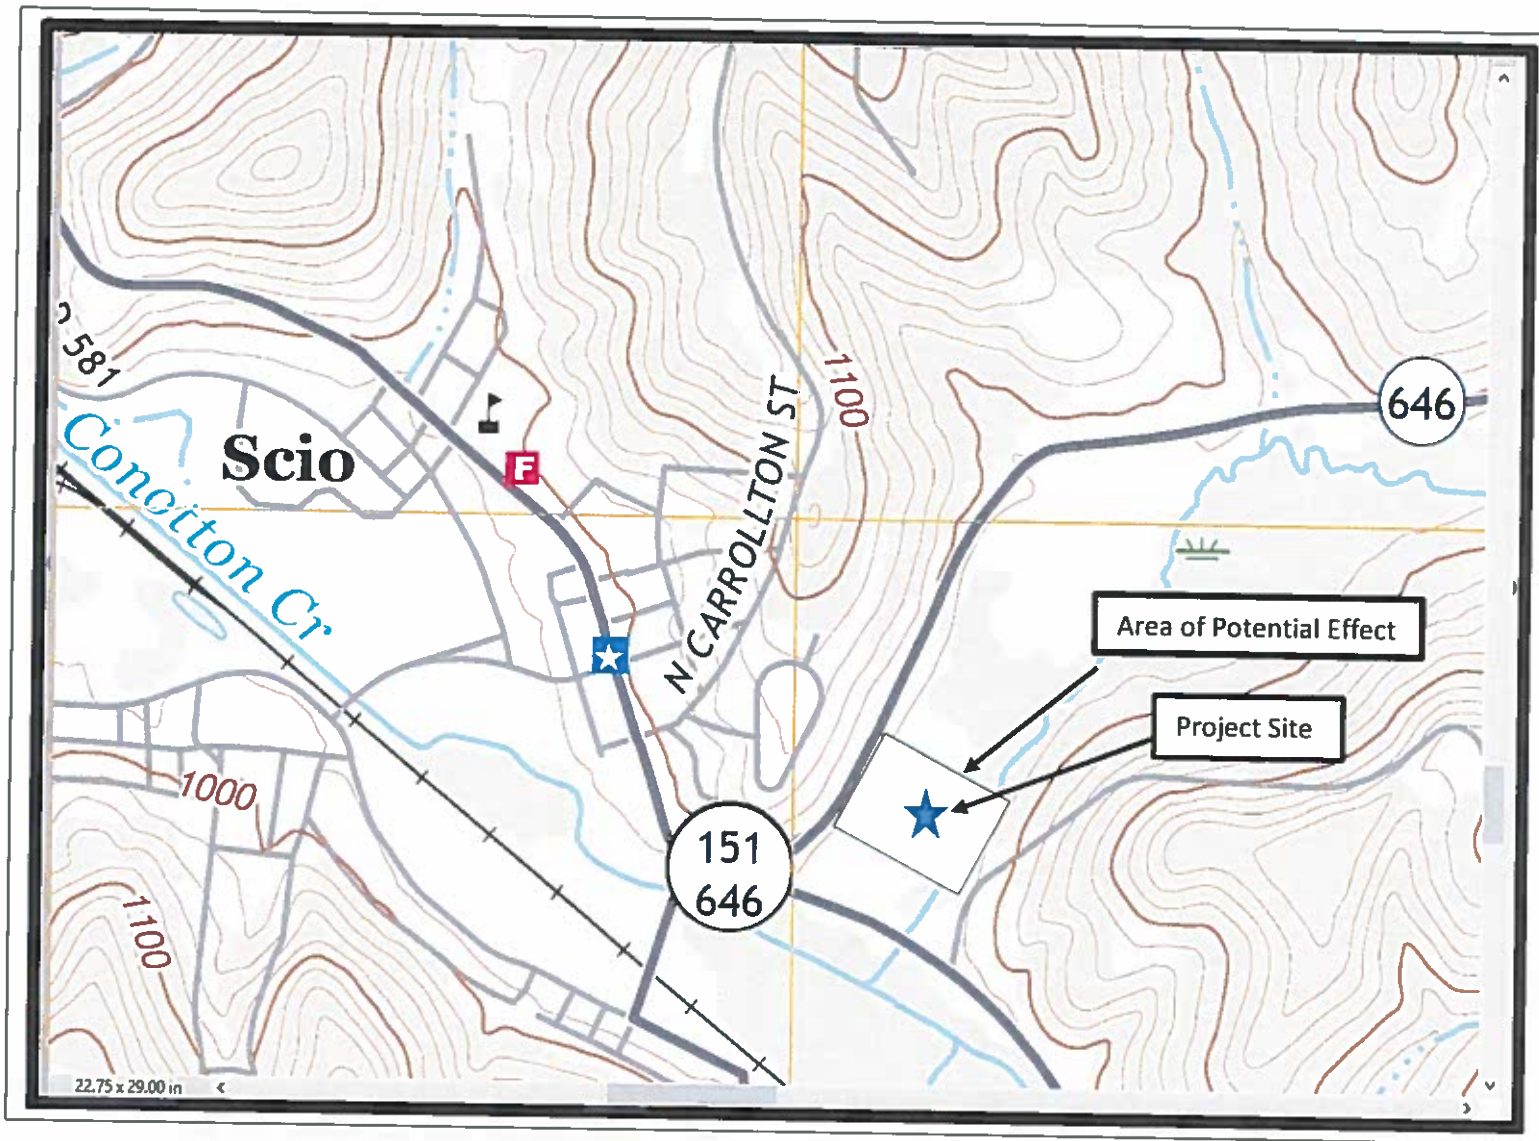 646
581
1100
Scio
F
Conotton Cr
N CARROLLTON ST
Area of Potential Effect
Project Site
1000
151
646
1100
22.75 x 29.00 in